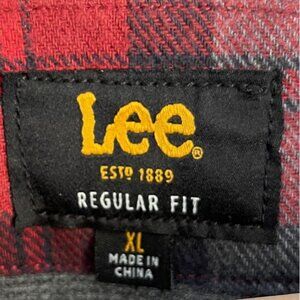 Lee®
ESTD 1889
REGULAR FIT
XL
MADE IN
CHINA